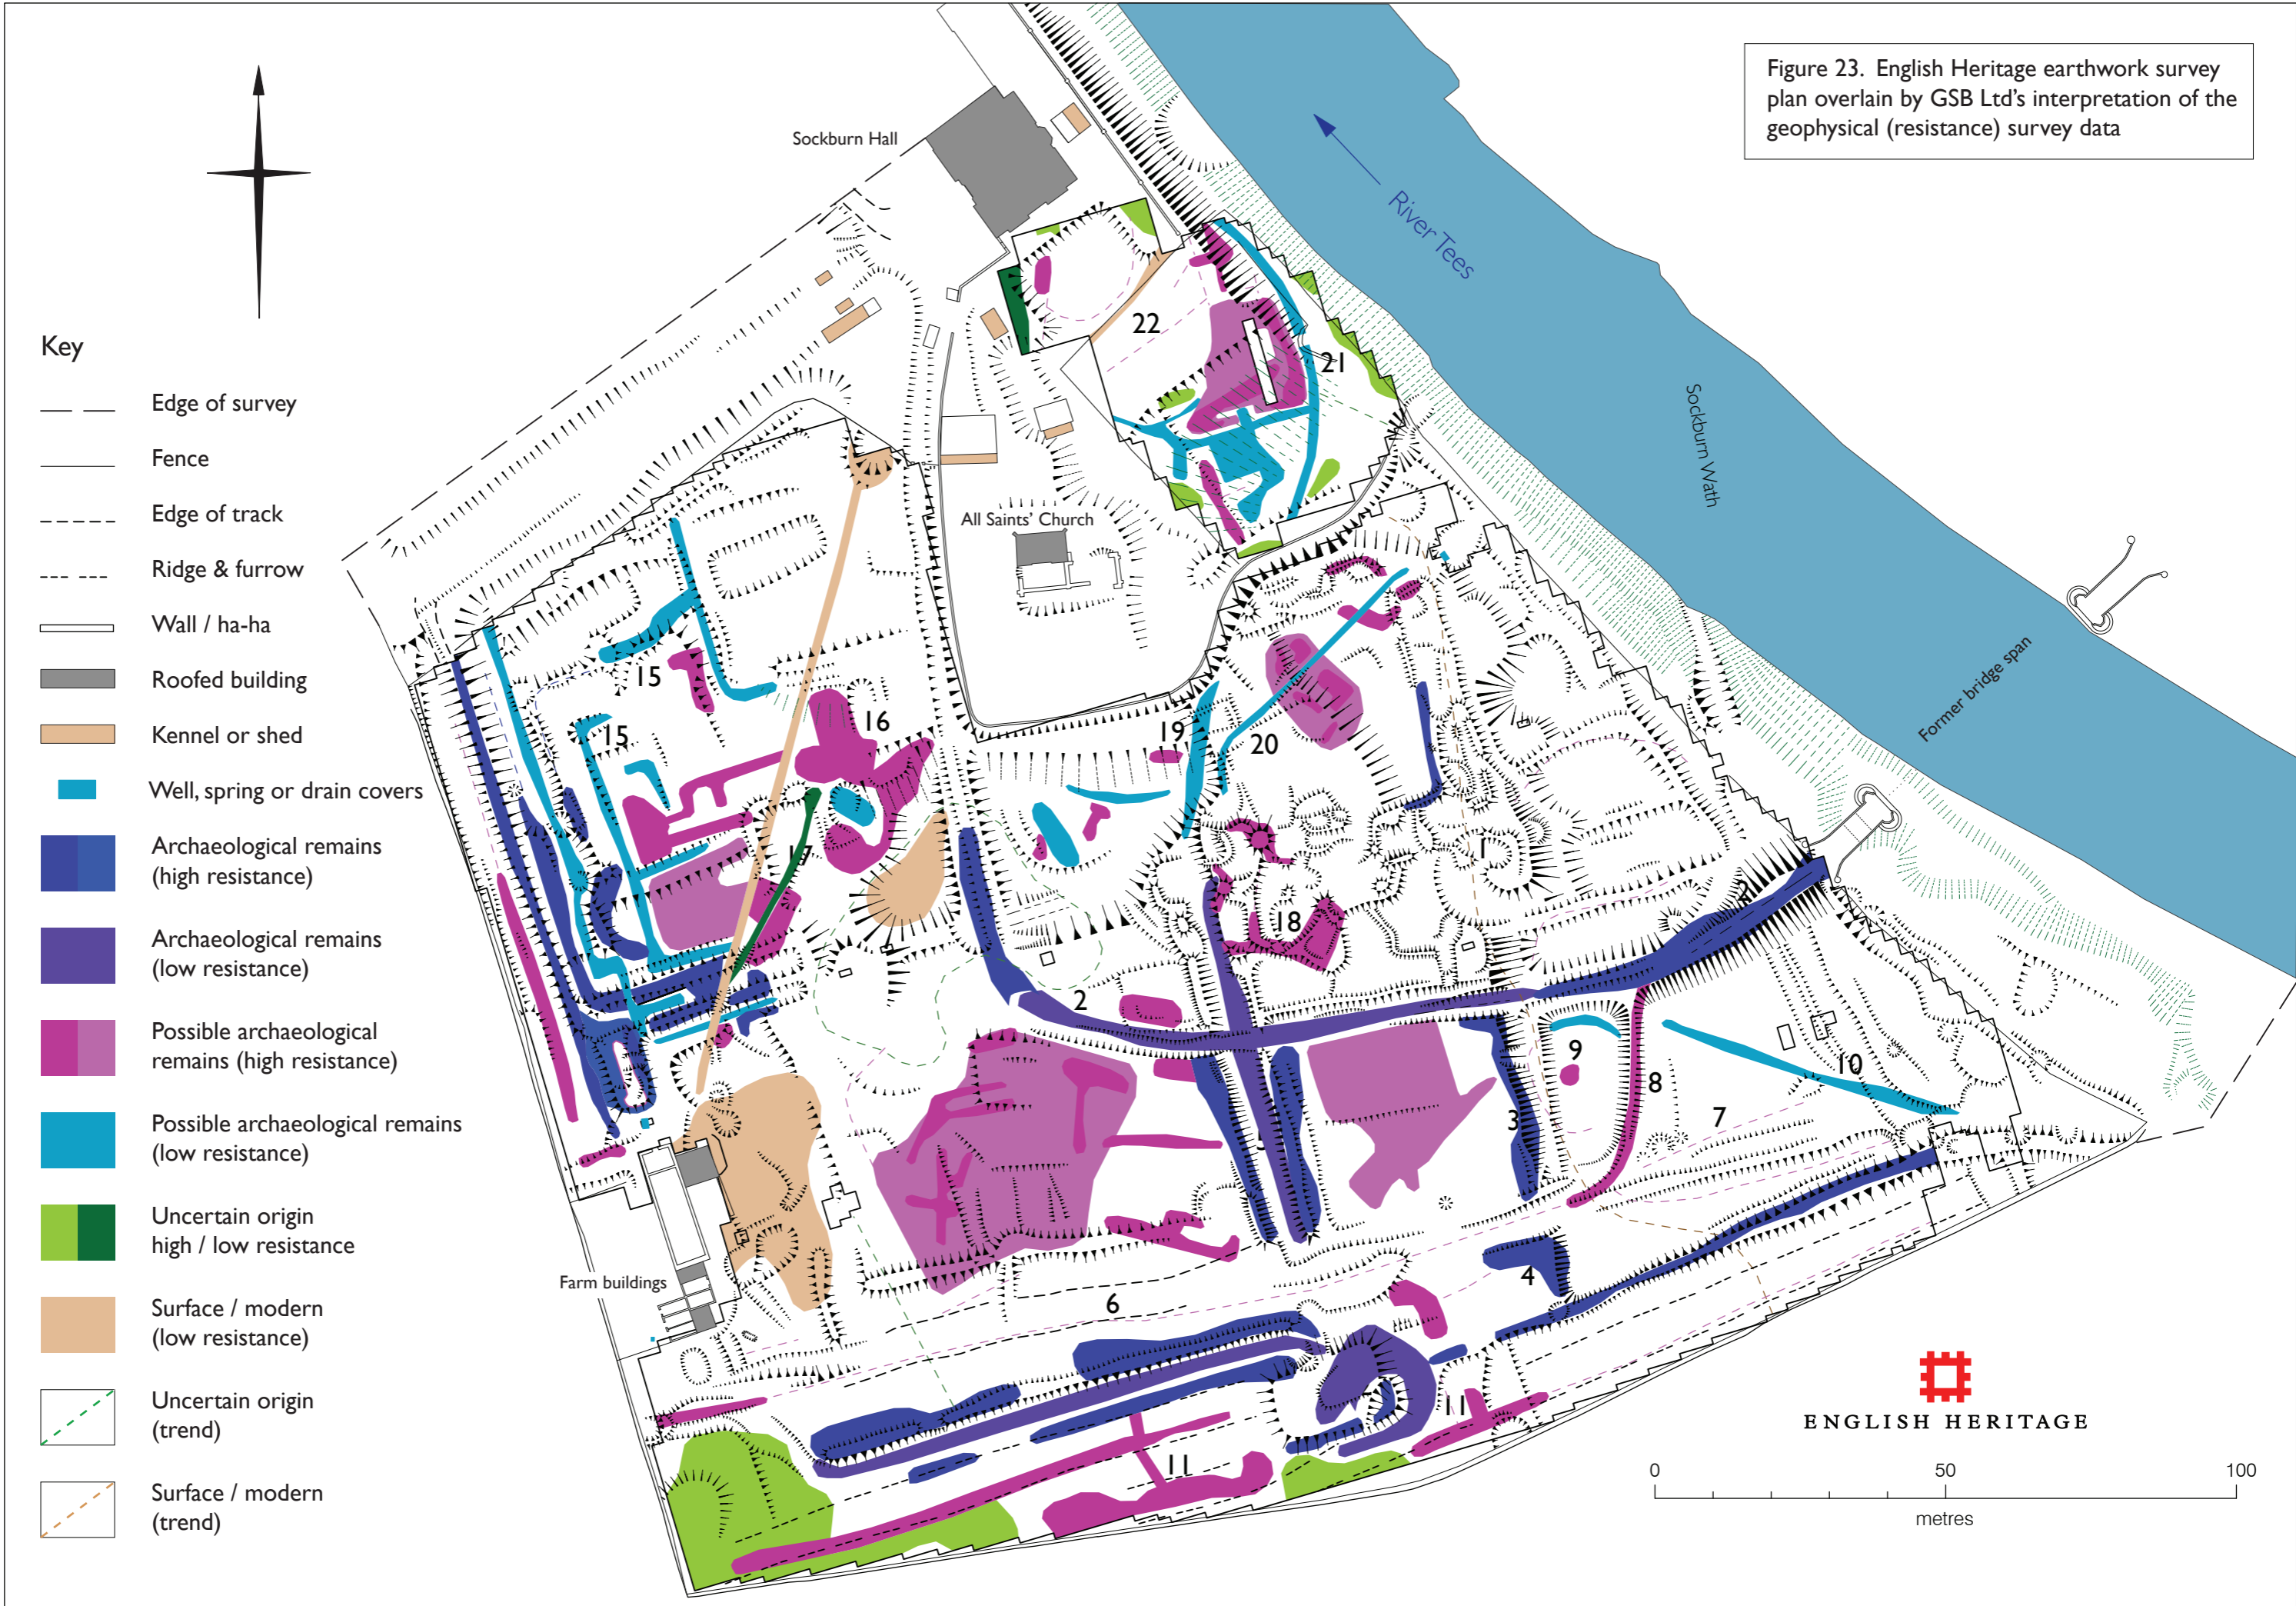 Figure 23. English Heritage earthwork survey
plan overlain by GSB Ltd's interpretation of the
geophysical (resistance) survey data
Sockburn Hall
River Tees
Sockburn Wath
Former bridge span
All Saints' Church
Farm buildings
Key
Edge of survey
Fence
Edge of track
Ridge & furrow
Wall / ha-ha
Roofed building
Kennel or shed
Well, spring or drain covers
Archaeological remains
(high resistance)
Archaeological remains
(low resistance)
Possible archaeological
remains (high resistance)
Possible archaeological remains
(low resistance)
Uncertain origin
high / low resistance
Surface / modern
(low resistance)
Uncertain origin
(trend)
Surface / modern
(trend)
22
21
15
16
15
19
20
17
1
18
2
2
9
8
10
3
7
4
6
11
11
ENGLISH HERITAGE
0 50 100
metres